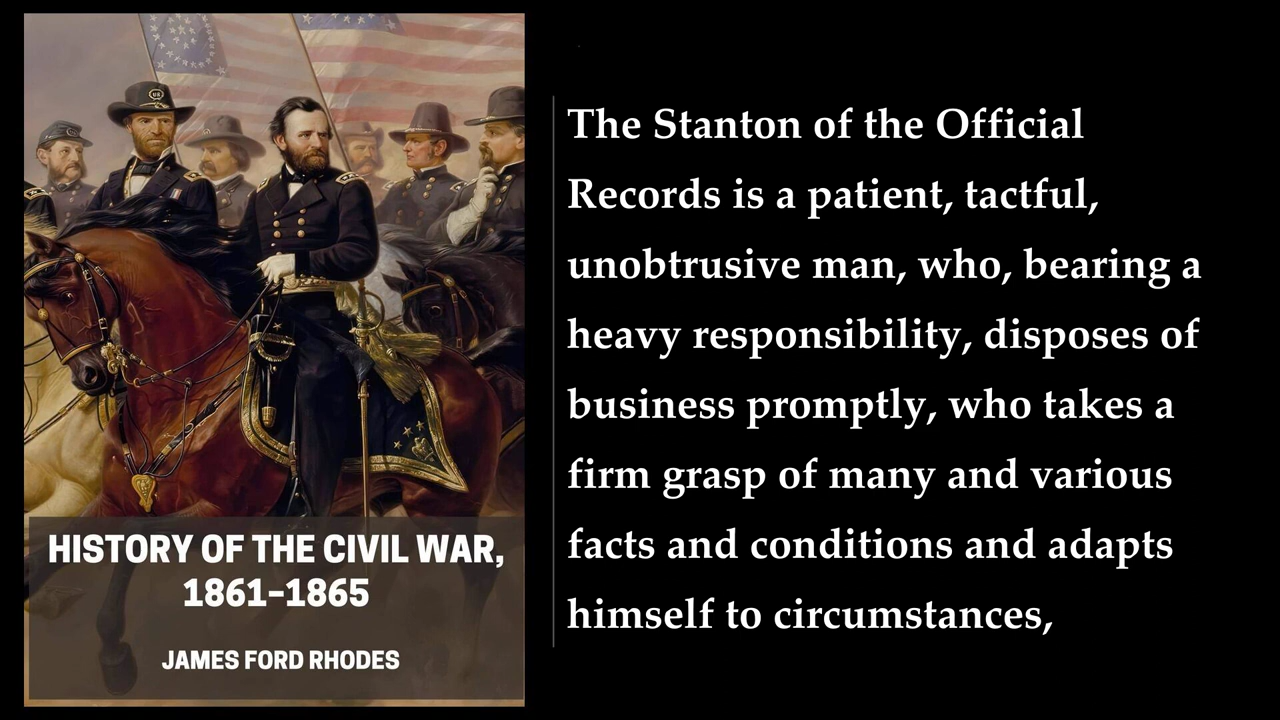 HISTORY OF THE CIVIL WAR,
1861–1865
JAMES FORD RHODES
The Stanton of the Official
Records is a patient, tactful,
unobtrusive man, who, bearing a
heavy responsibility, disposes of
business promptly, who takes a
firm grasp of many and various
facts and conditions and adapts
himself to circumstances,